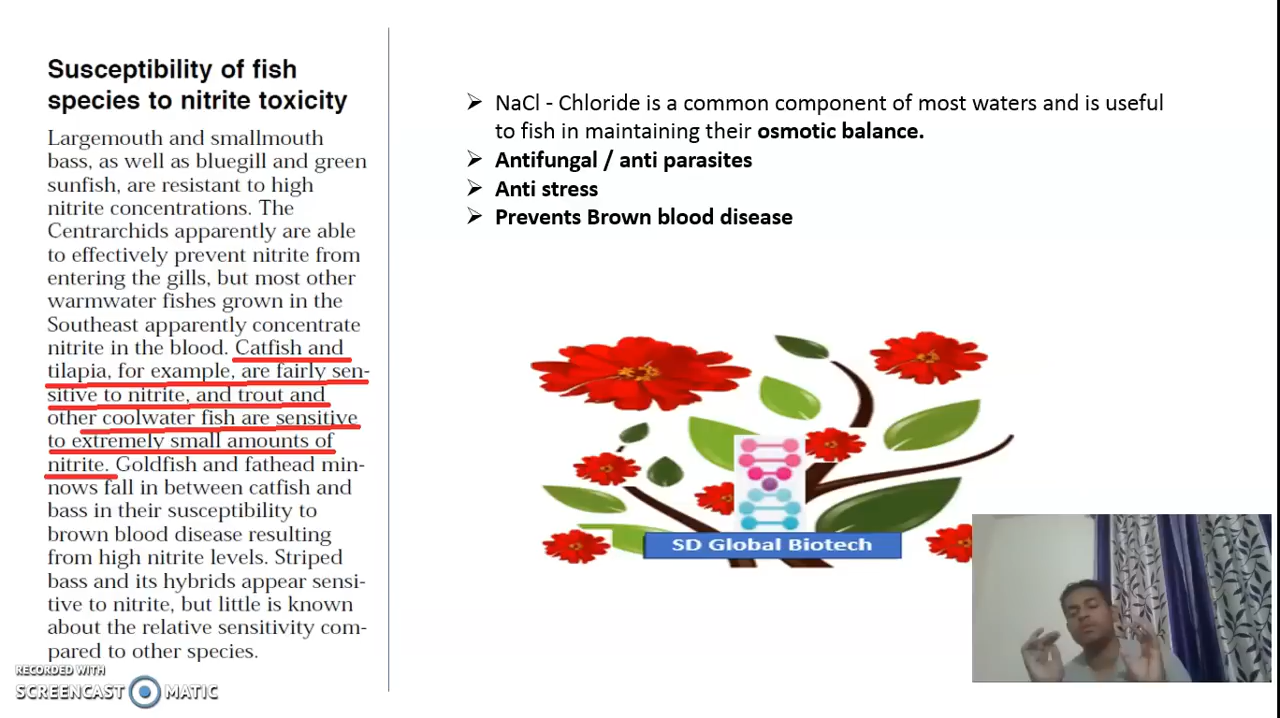 Susceptibility of fish
species to nitrite toxicity
Largemouth and smallmouth
bass, as well as bluegill and green
sunfish, are resistant to high
nitrite concentrations. The
Centrarchids apparently are able
to effectively prevent nitrite from
entering the gills, but most other
warmwater fishes grown in the
Southeast apparently concentrate
nitrite in the blood. Catfish and
tilapia, for example, are fairly sen-
sitive to nitrite, and trout and
other coolwater fish are sensitive
to extremely small amounts of
nitrite. Goldfish and fathead min-
nows fall in between catfish and
bass in their susceptibility to
brown blood disease resulting
from high nitrite levels. Striped
bass and its hybrids appear sensi-
tive to nitrite, but little is known
about the relative sensitivity com-
pared to other species.
➢ NaCl - Chloride is a common component of most waters and is useful
to fish in maintaining their osmotic balance.
➢ Antifungal / anti parasites
➢ Anti stress
➢ Prevents Brown blood disease
SD Global Biotech
RECORDED WITH
SCREENCAST MATIC